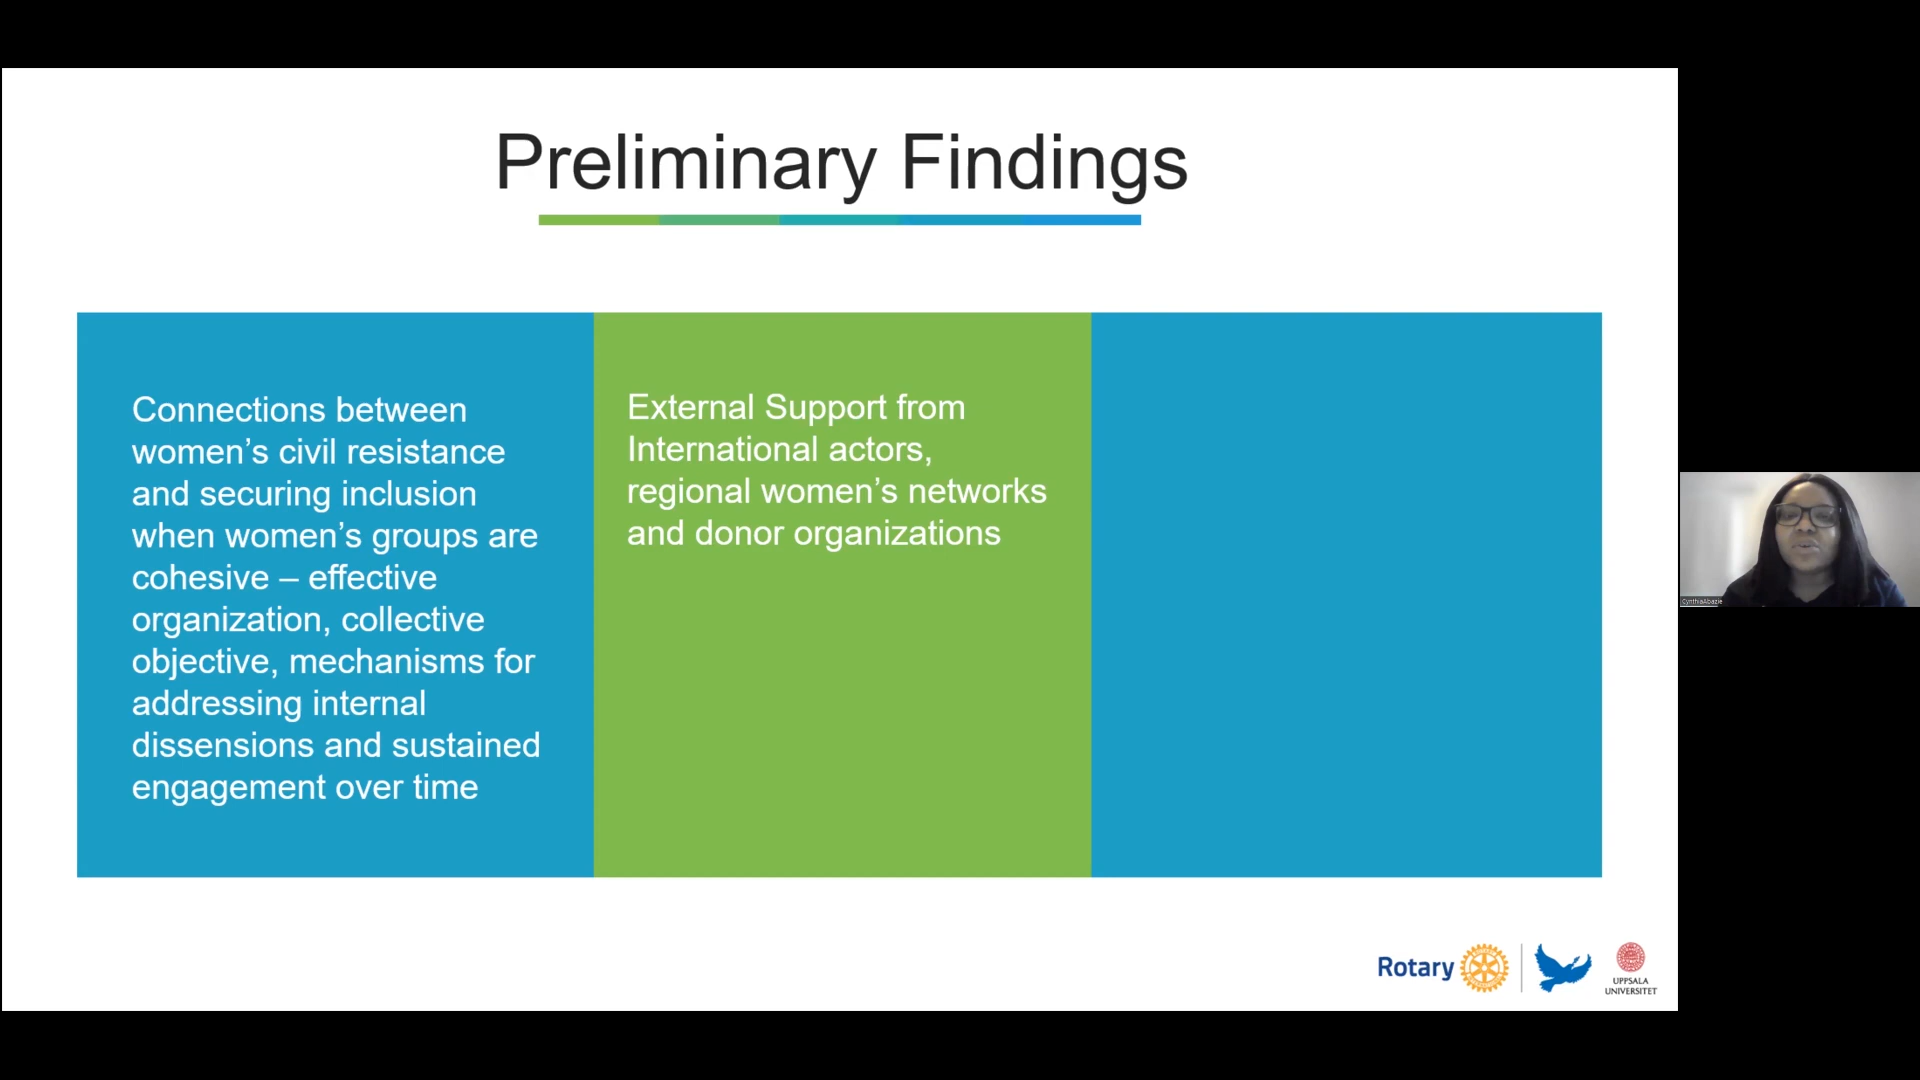 Preliminary Findings
Connections between
women’s civil resistance
and securing inclusion
when women’s groups are
cohesive – effective
organization, collective
objective, mechanisms for
addressing internal
dissensions and sustained
engagement over time
External Support from
International actors,
regional women’s networks
and donor organizations
CynthiaAbazie
Rotary
UPPSALA
UNIVERSITET